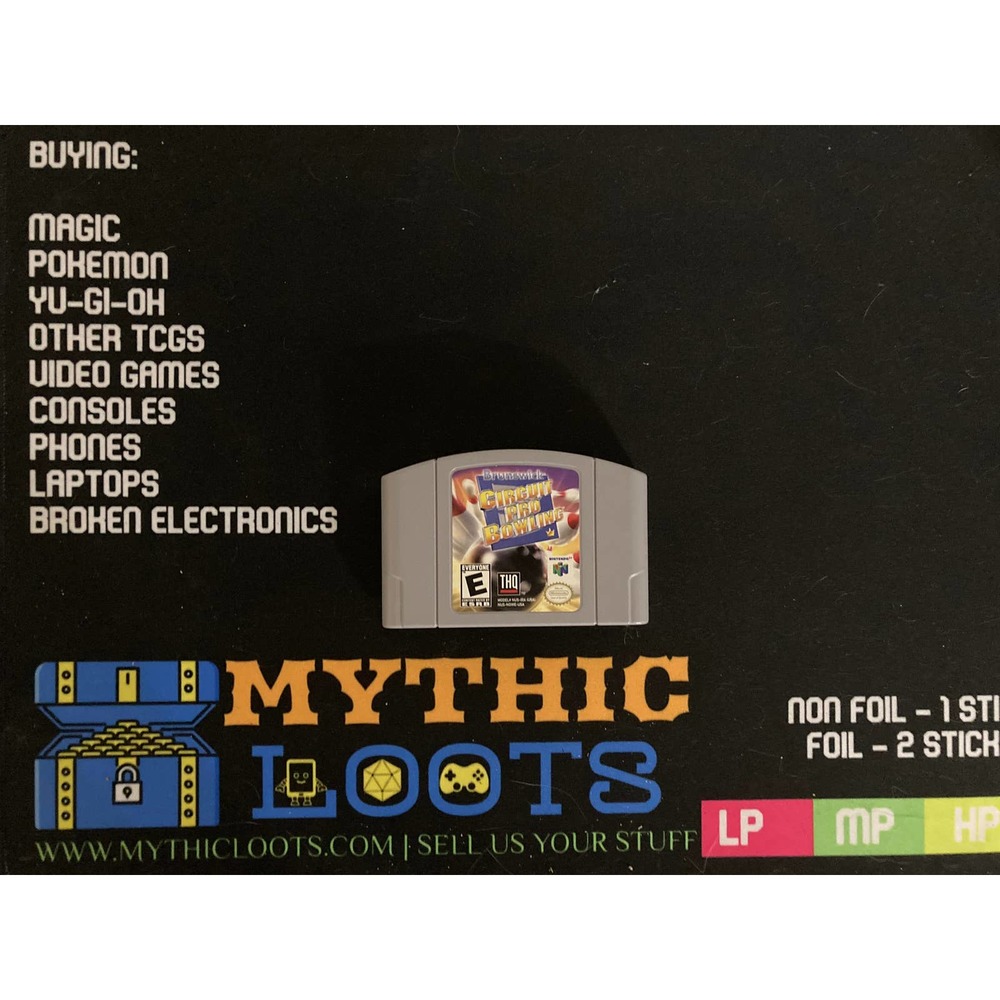 BUYING:
MAGIC
POKEMON
YU-GI-OH
OTHER TCGS
VIDEO GAMES
CONSOLES
PHONES
LAPTOPS
BROKEN ELECTRONICS
Brunswick
CIRCUIT
PRO
BOWLING
NINTENDO
EVERYONE
E
ESRB
THQ
MYTHIC
LOOTS
WWW.MYTHICLOOTS.COM | SELL US YOUR STUFF
NON FOIL - 1 STI
FOIL - 2 STICK
LP MP HP